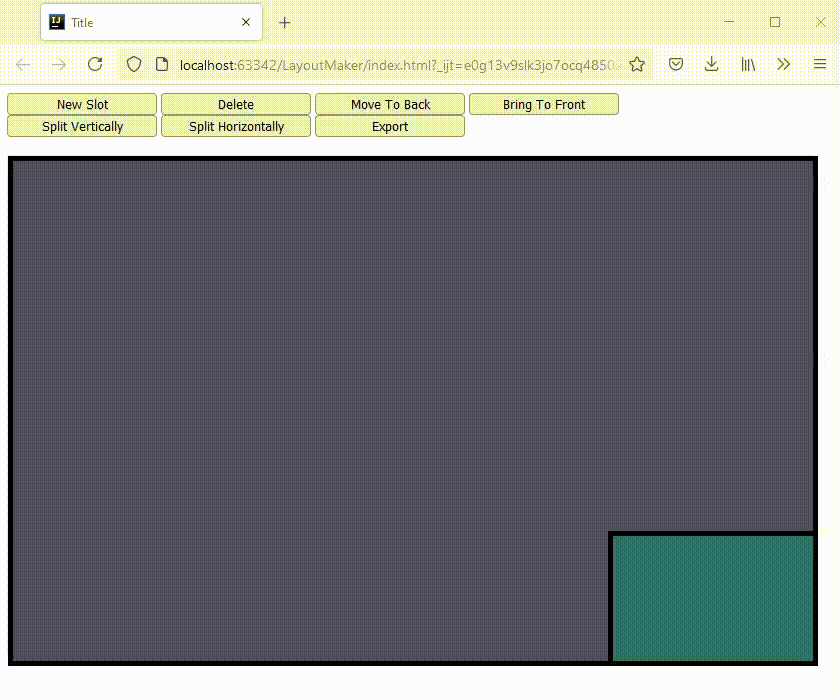 IJ
Title
localhost:63342/LayoutMaker/index.html?_ijt=e0g13v9slk3jo7ocq4850
New Slot Delete Move To Back Bring To Front
Split Vertically Split Horizontally Export